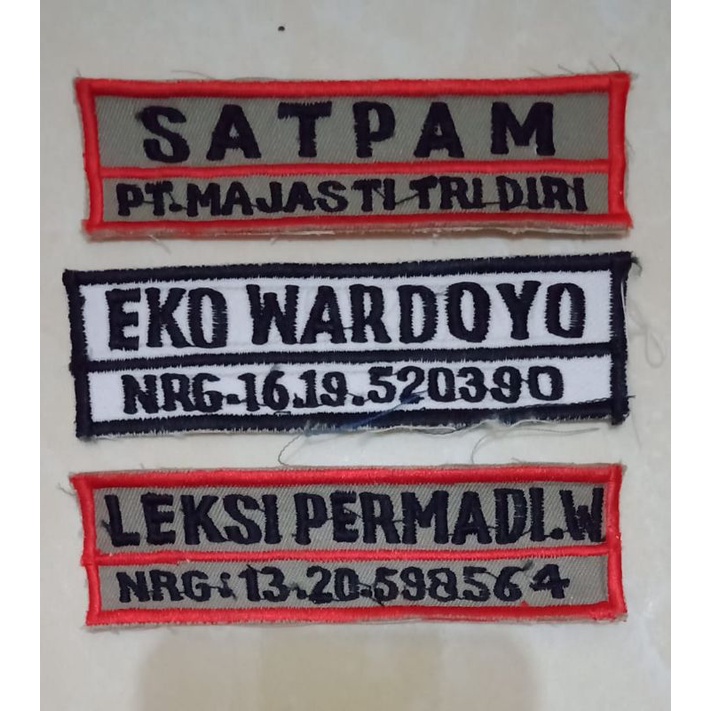 SATPAM
PT.MAJASTI TRI DIRI
EKO WARDOYO
NRG.16.19.520390
LEKSI PERMADI.W
NRG:13.20.598564